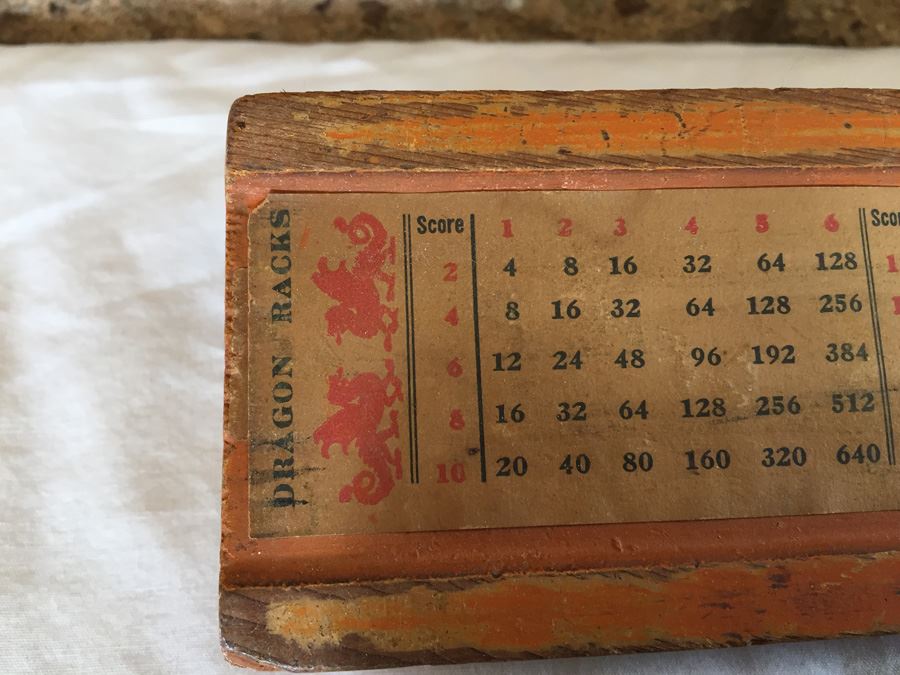 DRAGON RACKS
Score 1 2 3 4 5 6 Scor
2 4 8 16 32 64 128 1
4 8 16 32 64 128 256 1
6 12 24 48 96 192 384
8 16 32 64 128 256 512
10 20 40 80 160 320 640